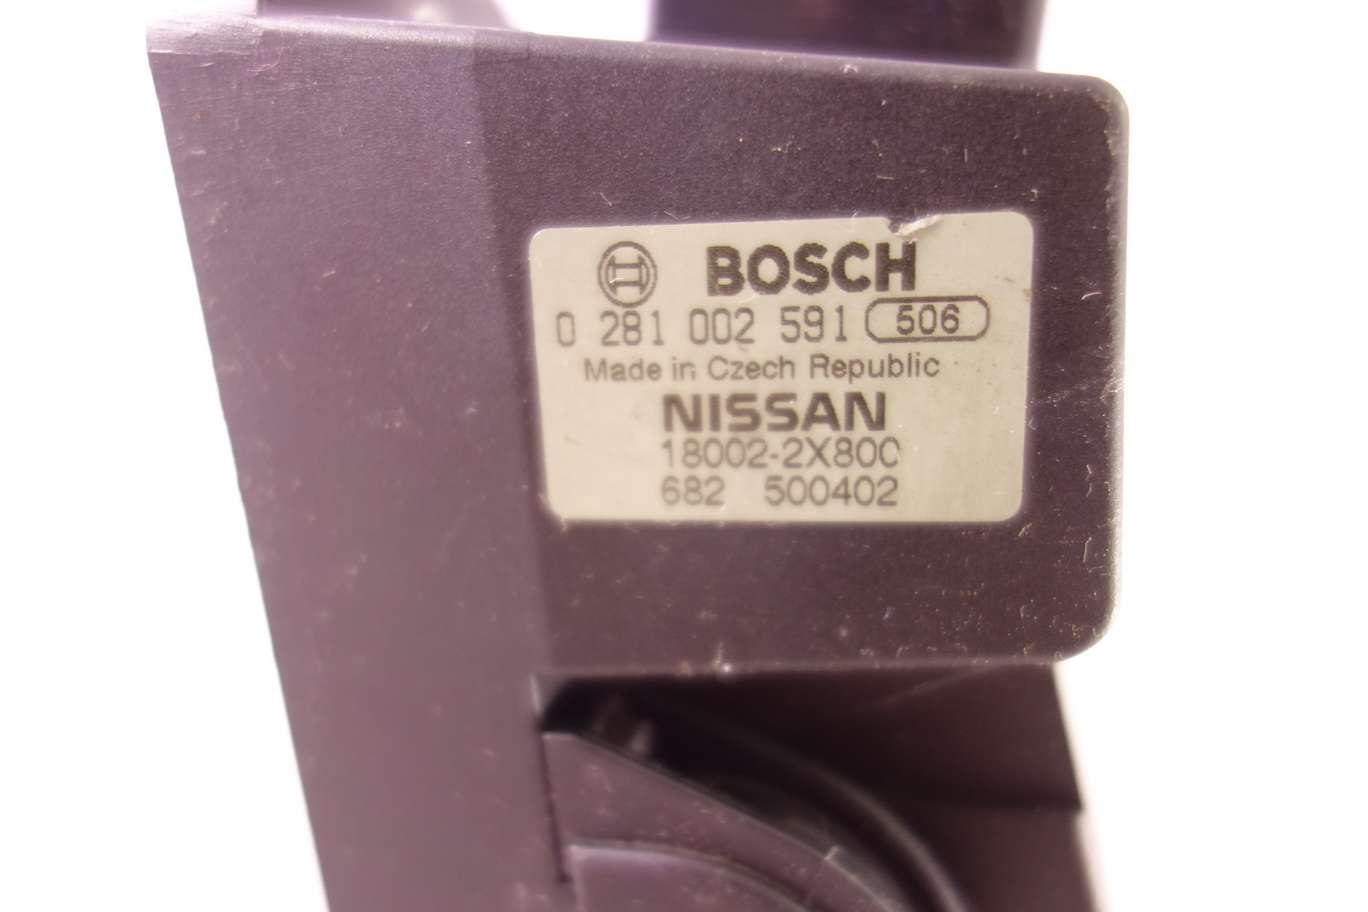 BOSCH
0 281 002 591 506
Made in Czech Republic
NISSAN
18002-2X800
682 500402